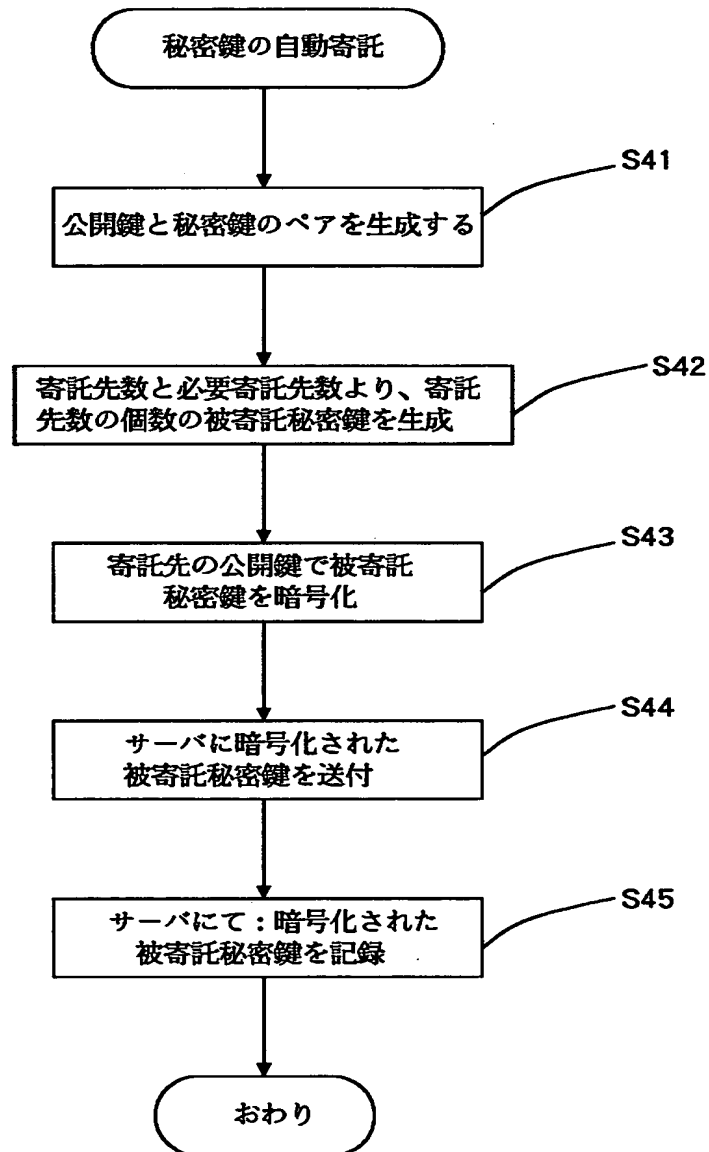 秘密鍵の自動寄託
S41
公開鍵と秘密鍵のペアを生成する
S42
寄託先数と必要寄託先数より、寄託
先数の個数の被寄託秘密鍵を生成
S43
寄託先の公開鍵で被寄託
秘密鍵を暗号化
S44
サーバに暗号化された
被寄託秘密鍵を送付
S45
サーバにて：暗号化された
被寄託秘密鍵を記録
おわり